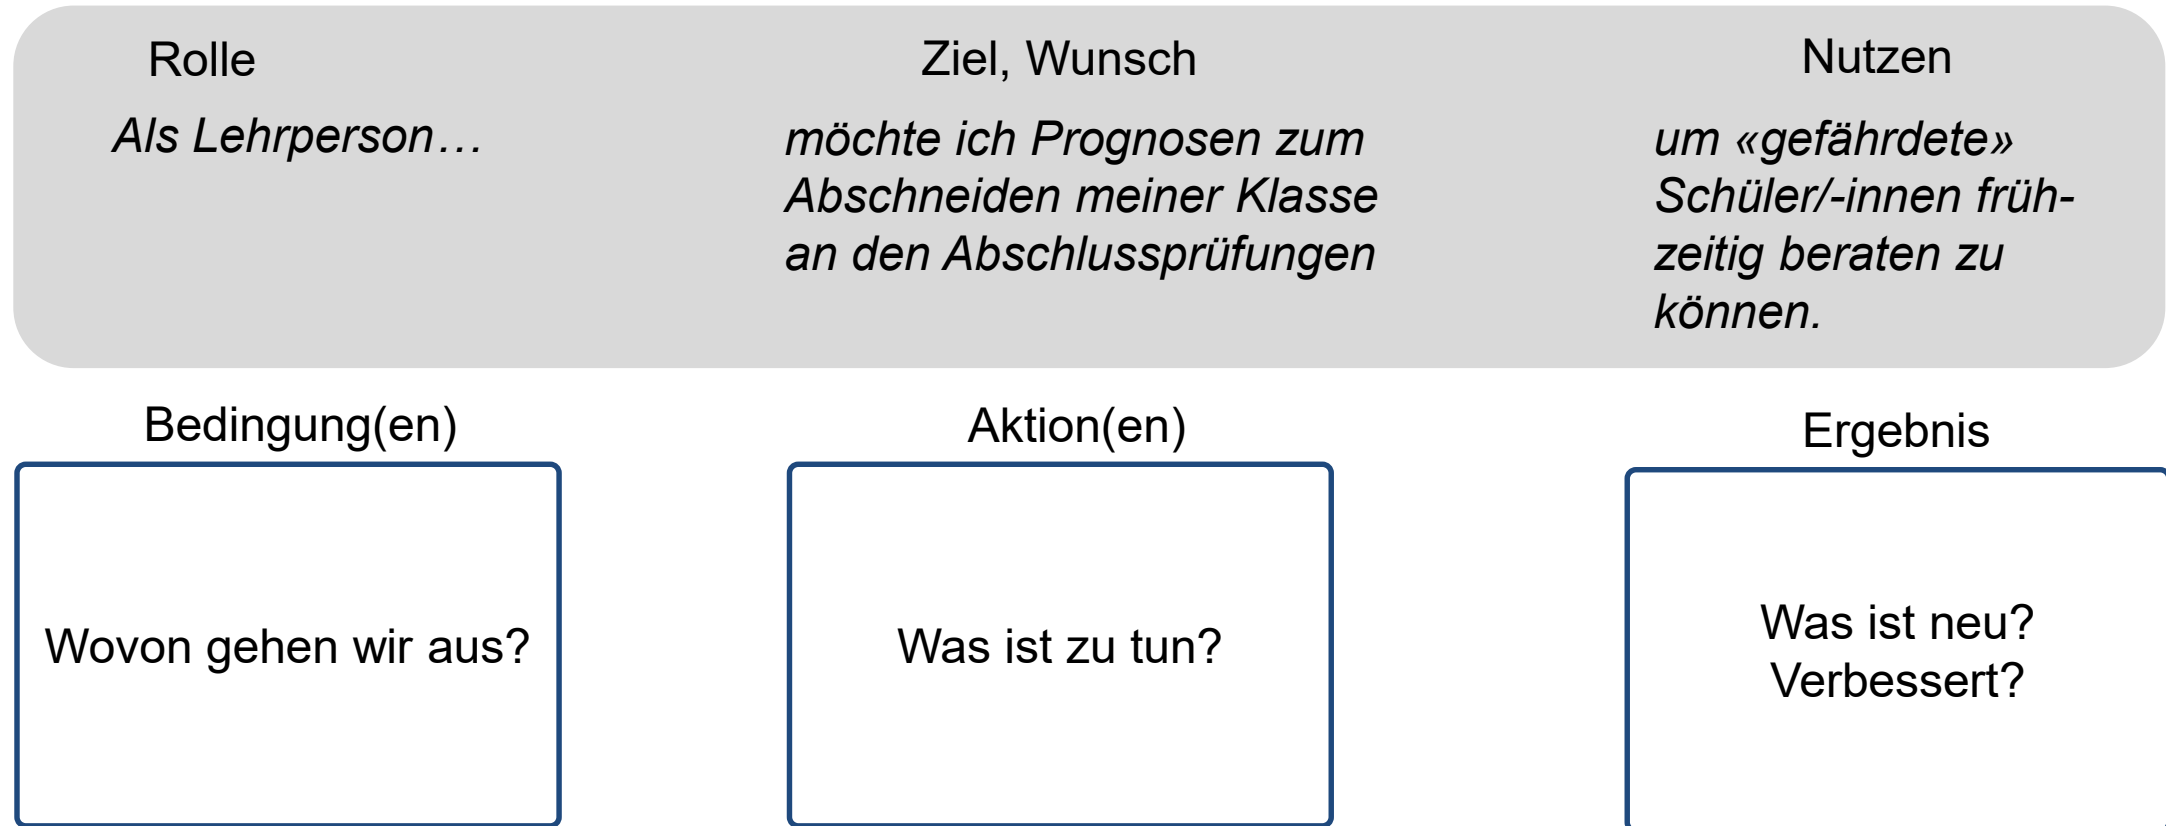 Rolle
Als Lehrperson…
Ziel, Wunsch
möchte ich Prognosen zum
Abschneiden meiner Klasse
an den Abschlussprüfungen
Nutzen
um «gefährdete»
Schüler/-innen früh-
zeitig beraten zu
können.
Bedingung(en)
Wovon gehen wir aus?
Aktion(en)
Was ist zu tun?
Ergebnis
Was ist neu?
Verbessert?